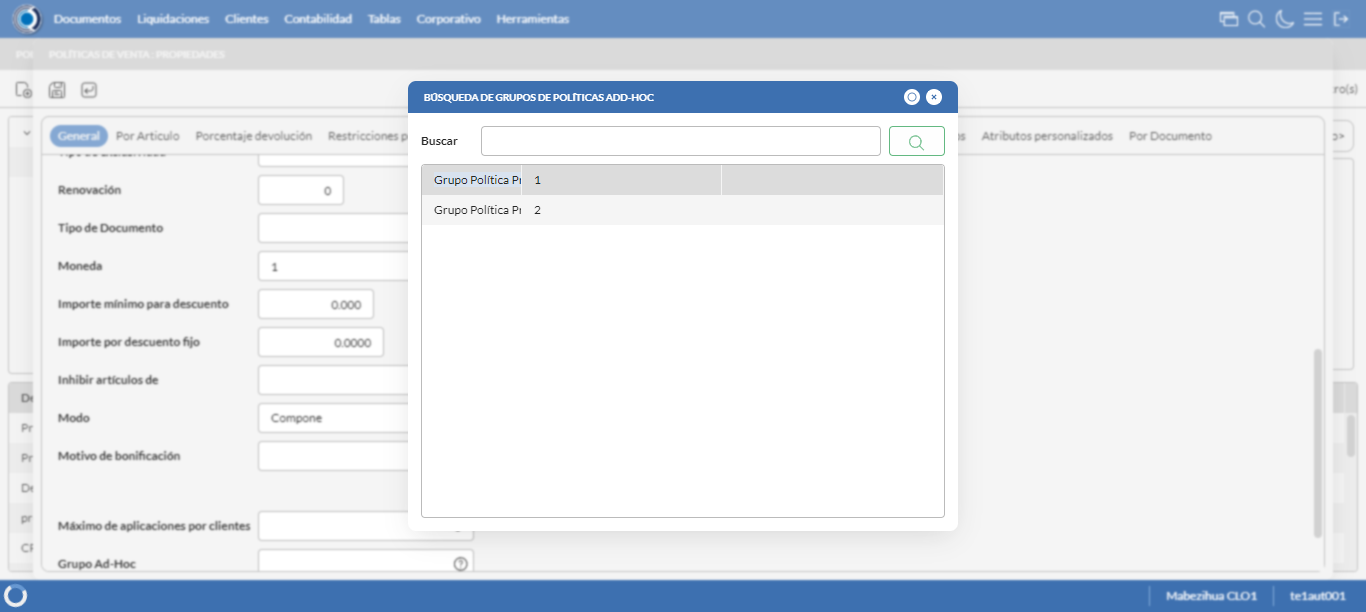 Documentos Liquidaciones Clientes Contabilidad Tablas Corporativo Herramientas
POLÍTICAS DE VENTA : PROPIEDADES
BÚSQUEDA DE GRUPOS DE POLÍTICAS ADD-HOC
ro(s)
General Por Articulo Porcentaje devolución Restricciones p
Atributos personalizados Por Documento
Buscar
Grupo Política Pr 1
Grupo Política Pr 2
Renovación 0
Tipo de Documento
Moneda 1
Importe mínimo para descuento 0.000
Importe por descuento fijo 0.0000
Inhibir artículos de
Modo Compone
Motivo de bonificación
Máximo de aplicaciones por clientes
Grupo Ad-Hoc
De
Pr
Pr
De
pr
CF
Mabezihua CLO1 te1aut001